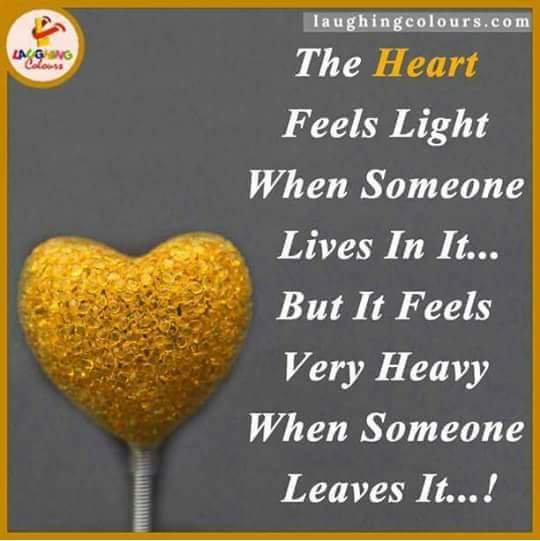 laughingcolours.com
LAUGHING
Colours
The Heart
Feels Light
When Someone
Lives In It...
But It Feels
Very Heavy
When Someone
Leaves It...!